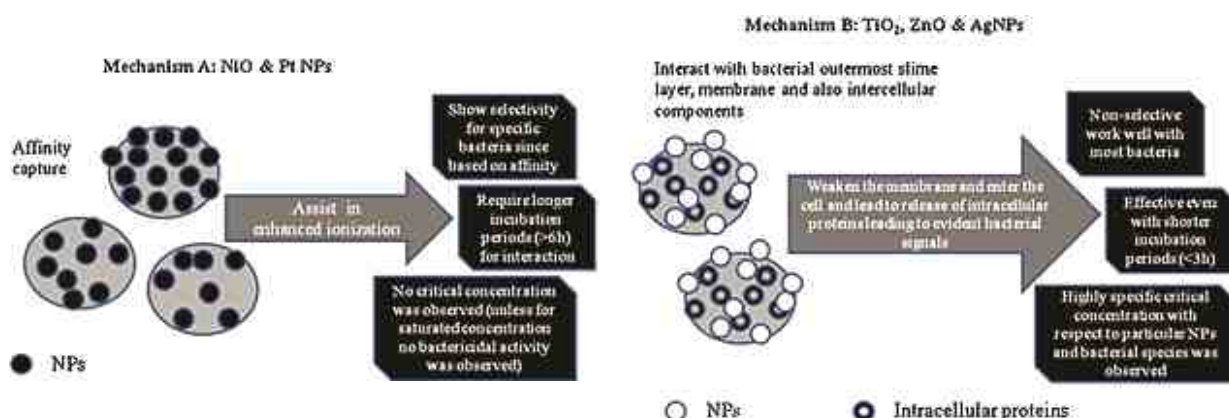 Mechanism A: NiO & Pt NPs
Affinity
capture
Assist in
enhanced ionization
Show selectivity
for specific
bacteria since
based on affinity
Require longer
incubation
periods (>6h)
for interaction
No critical concentration
was observed (unless for
saturated concentration
no bactericidal activity
was observed)
NPs
Mechanism B: TiO₂, ZnO & AgNPs
Interact with bacterial outermost slime
layer, membrane and also intercellular
components
Weaken the membrane and enter the
cell and lead to release of intracellular
proteins leading to evident bacterial
signals
Non-selective
work well with
most bacteria
Effective even
with shorter
incubation
periods (<3h)
Highly specific critical
concentration with
respect to particular NPs
and bacterial species was
observed
NPs
Intracellular proteins